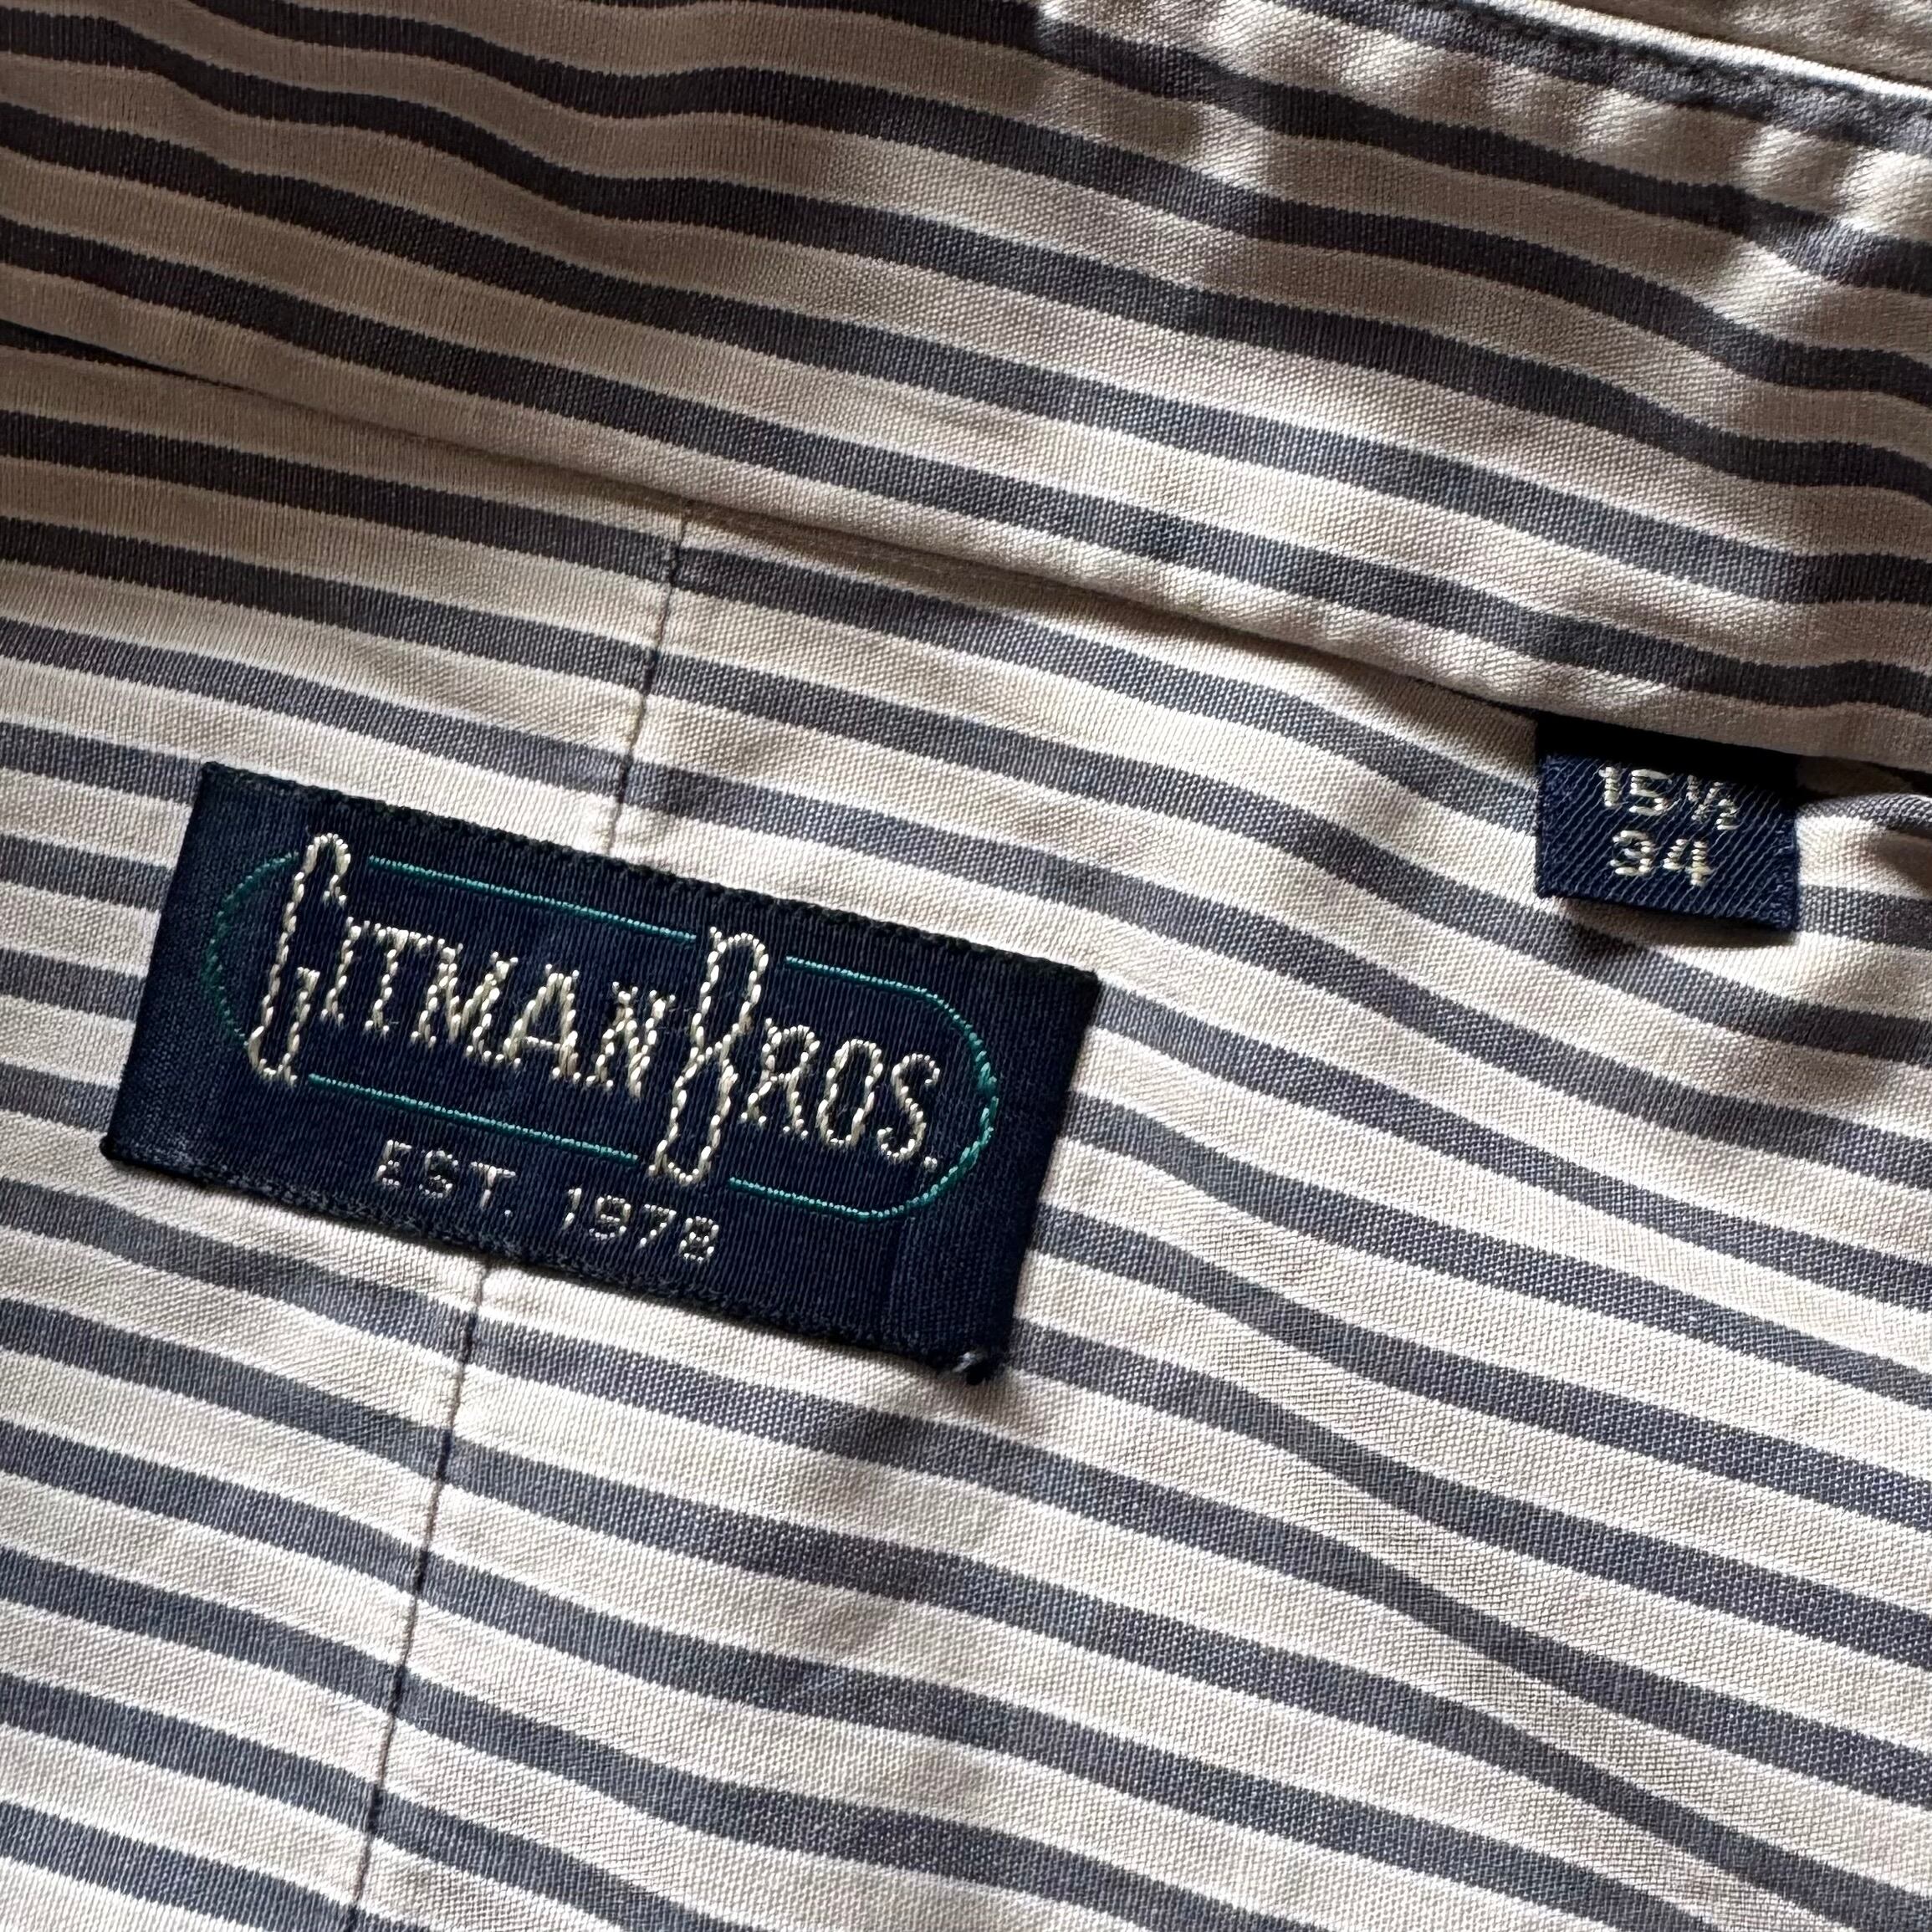 GITMAN BROS.
EST. 1978
15½
34